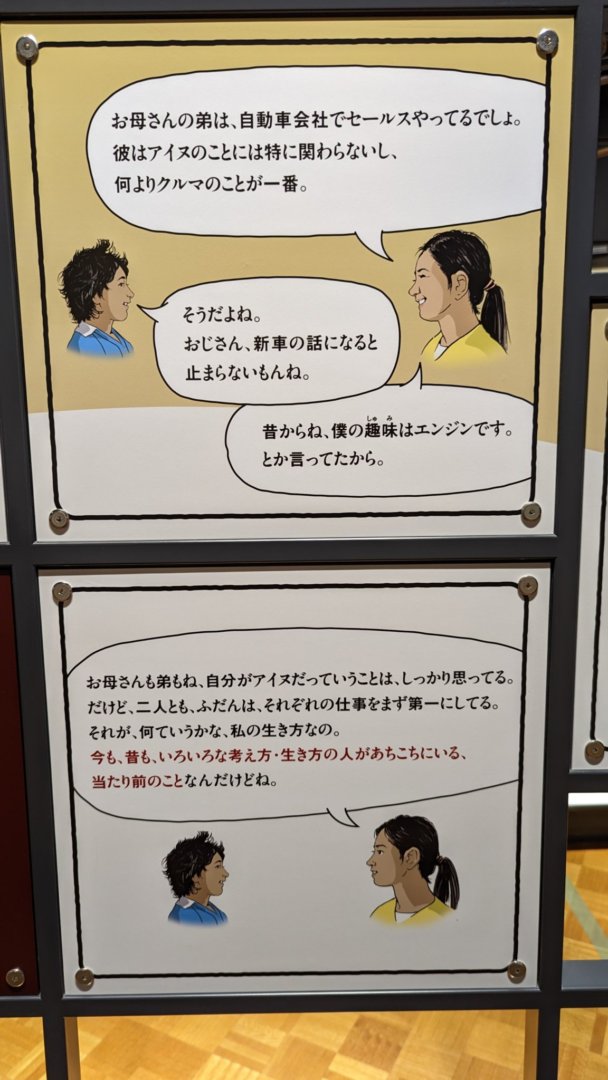 お母さんの弟は、自動車会社でセールスやってるでしょ。
彼はアイヌのことには特に関わらないし、
何よりクルマのことが一番。
そうだよね。
おじさん、新車の話になると
止まらないもんね。
昔からね、僕の趣味はエンジンです。
しゅ み
とか言ってたから。
お母さんも弟もね、自分がアイヌだっていうことは、しっかり思ってる。
だけど、二人とも、ふだんは、それぞれの仕事をまず第一にしてる。
それが、何ていうかな、私の生き方なの。
今も、昔も、いろいろな考え方・生き方の人があちこちにいる、
当たり前のことなんだけどね。